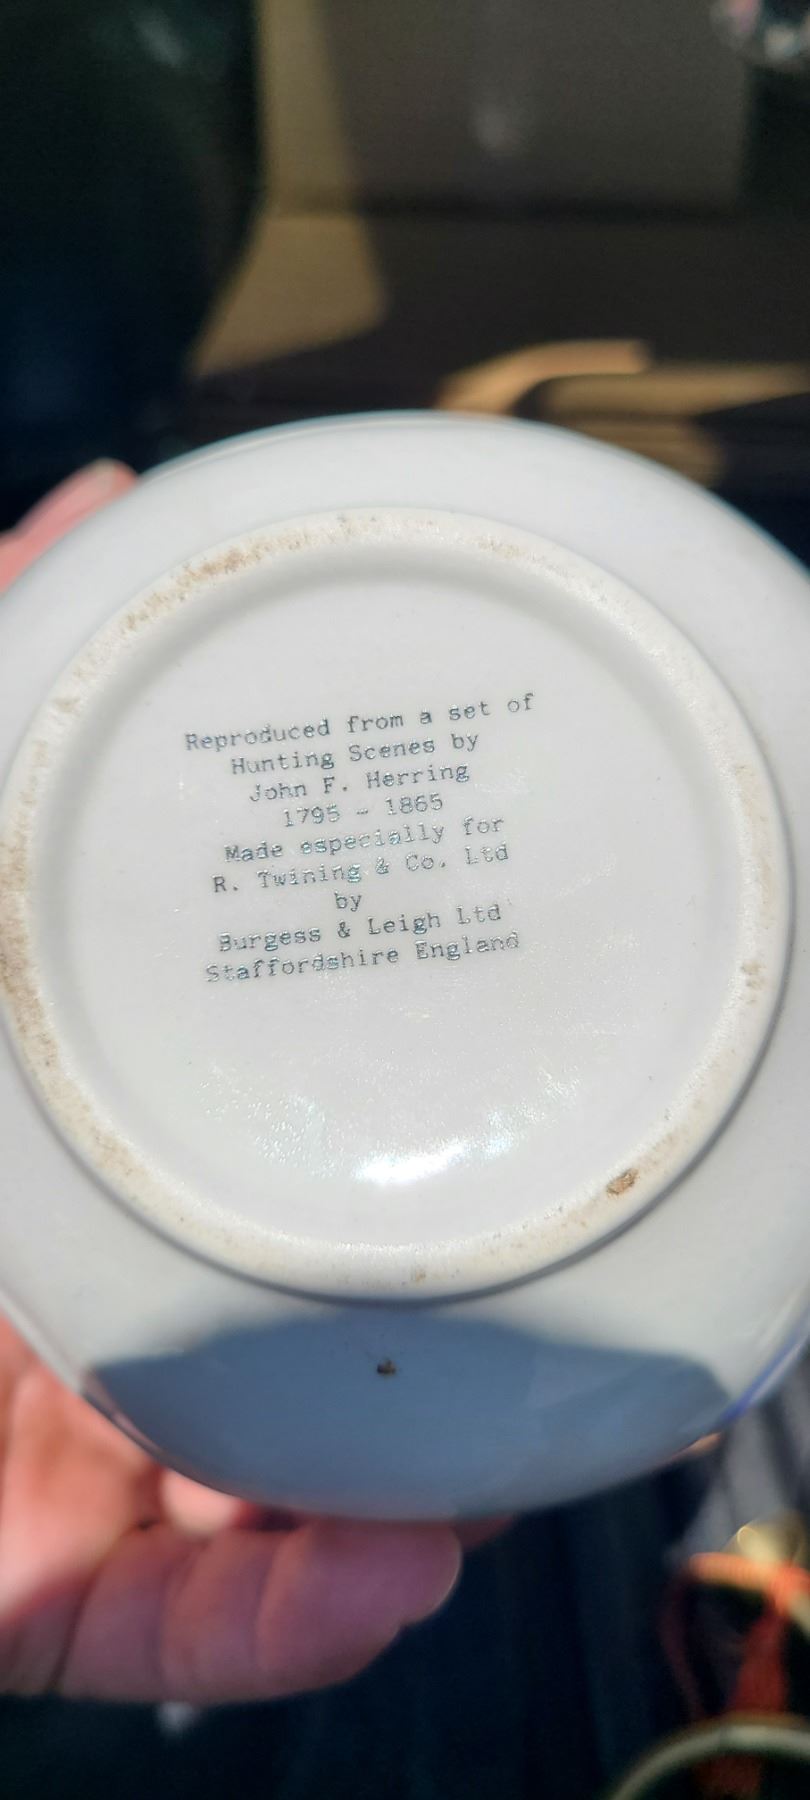 Reproduced from a set of
Hunting Scenes by
John F. Herring
1795 - 1865
Made especially for
R. Twining & Co. Ltd
by
Burgess & Leigh Ltd
Staffordshire England